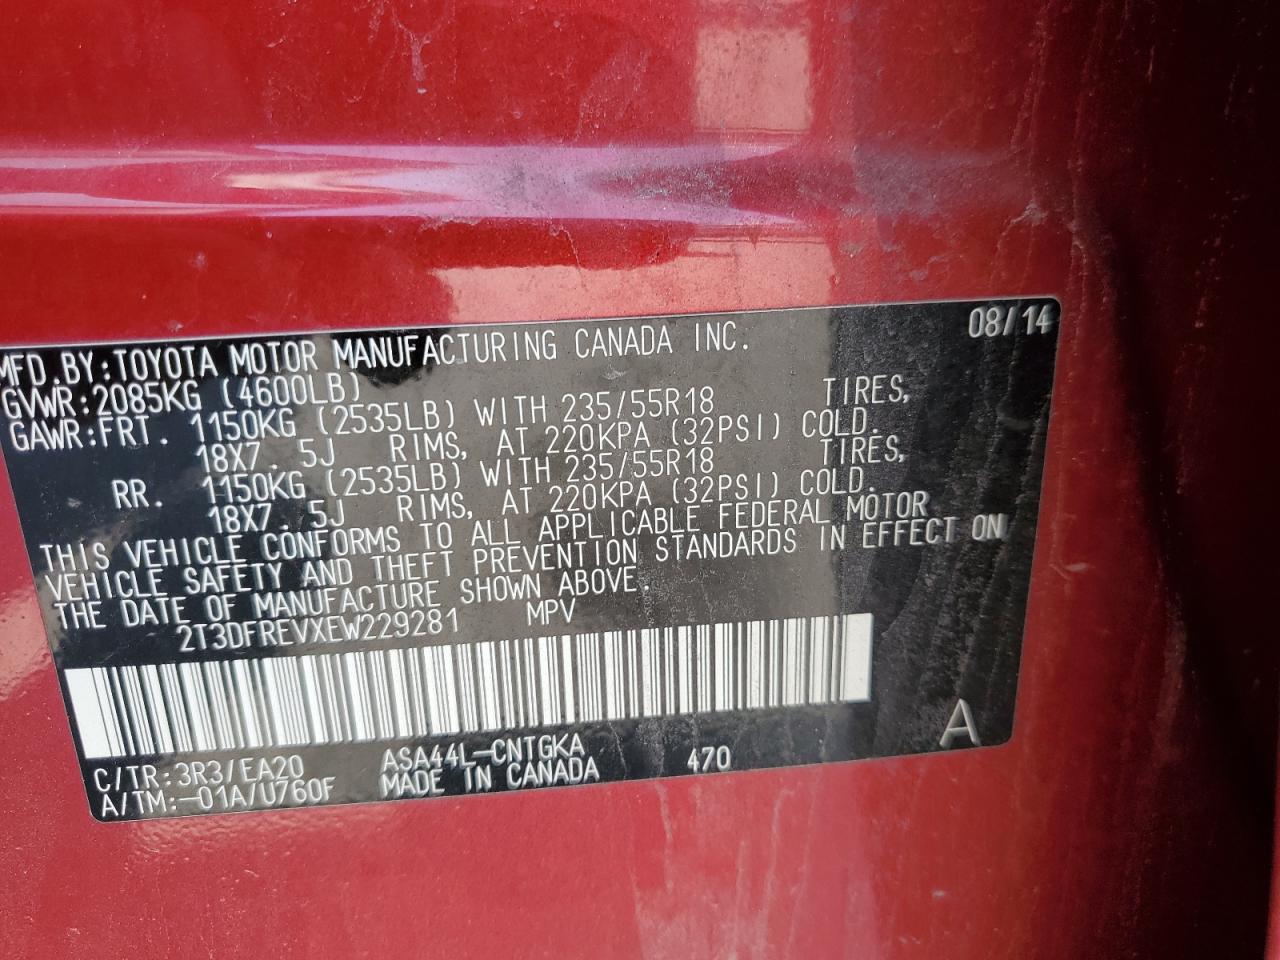 MFD.BY:TOYOTA MOTOR MANUFACTURING CANADA INC. 08/14
GVWR:2085KG (4600LB)
GAWR:FRT. 1150KG (2535LB) WITH 235/55R18 TIRES,
18X7.5J RIMS, AT 220KPA (32PSI) COLD.
RR. 1150KG (2535LB) WITH 235/55R18 TIRES,
18X7.5J RIMS, AT 220KPA (32PSI) COLD.
THIS VEHICLE CONFORMS TO ALL APPLICABLE FEDERAL MOTOR
VEHICLE SAFETY AND THEFT PREVENTION STANDARDS IN EFFECT ON
THE DATE OF MANUFACTURE SHOWN ABOVE.
2T3DFREVXEW229281 MPV
C/TR:3R3/EA20 ASA44L-CNTGKA 470 A
A/TM:-01A/U760F MADE IN CANADA